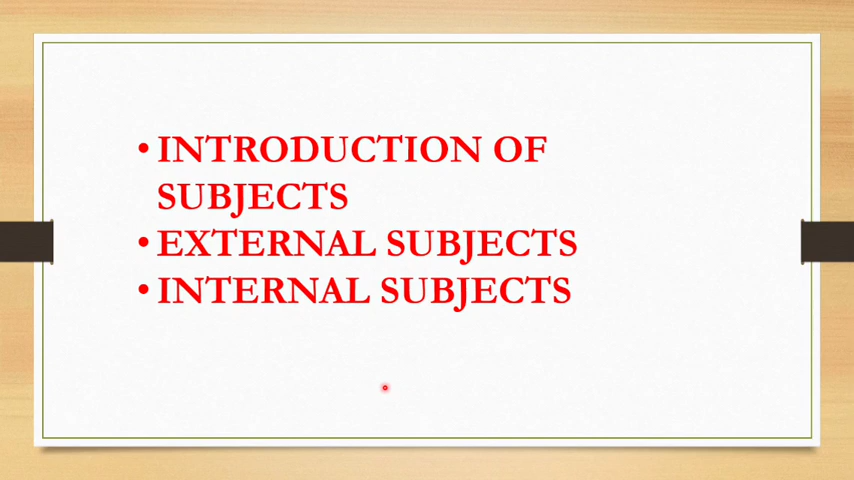 • INTRODUCTION OF
SUBJECTS
• EXTERNAL SUBJECTS
• INTERNAL SUBJECTS